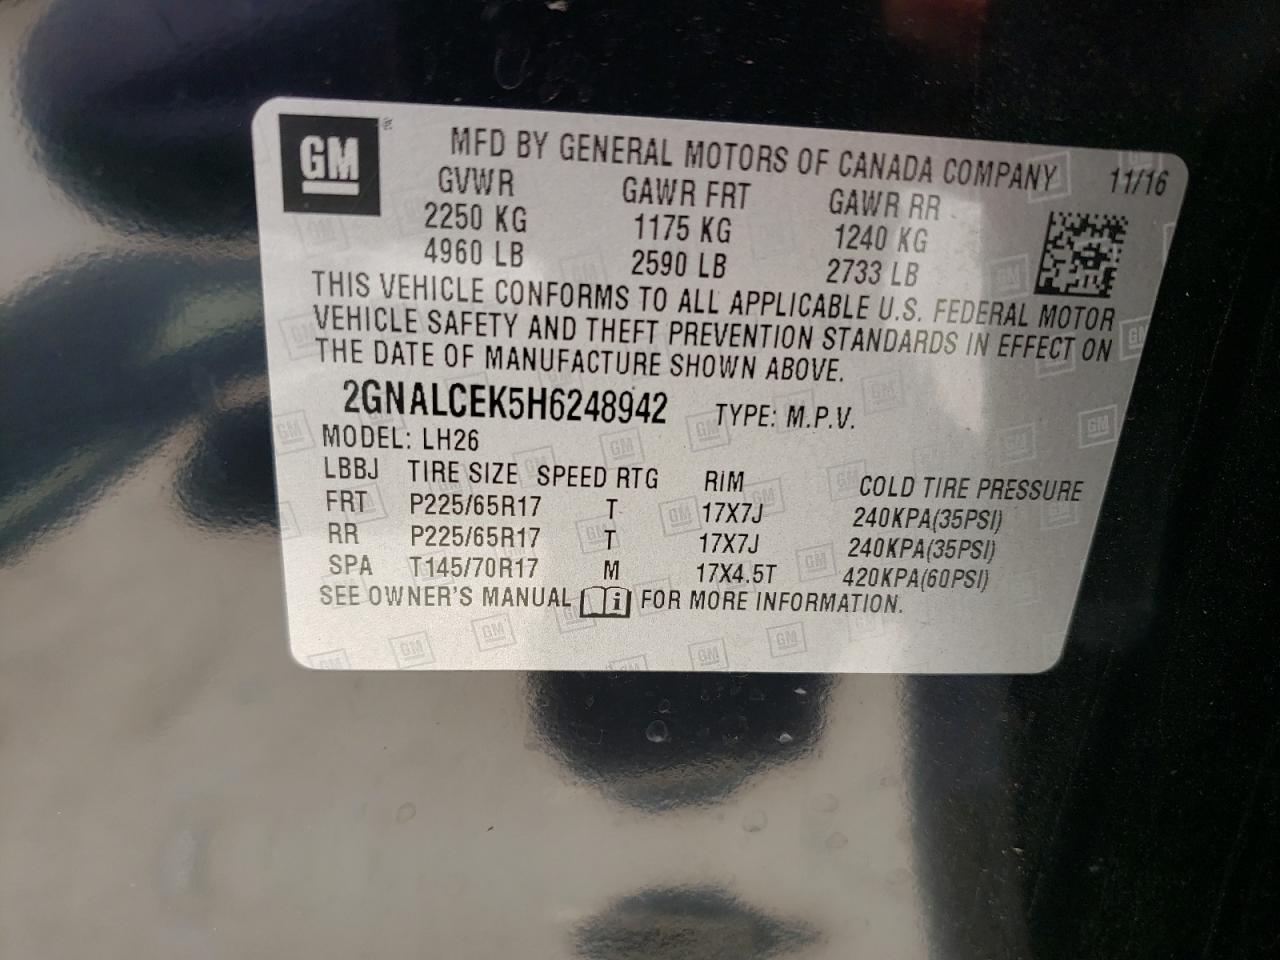 GM
MFD BY GENERAL MOTORS OF CANADA COMPANY 11/16
GVWR GAWR FRT GAWR RR
2250 KG 1175 KG 1240 KG
4960 LB 2590 LB 2733 LB
THIS VEHICLE CONFORMS TO ALL APPLICABLE U.S. FEDERAL MOTOR
VEHICLE SAFETY AND THEFT PREVENTION STANDARDS IN EFFECT ON
THE DATE OF MANUFACTURE SHOWN ABOVE.
2GNALCEK5H6248942 TYPE: M.P.V.
MODEL: LH26
LBBJ TIRE SIZE SPEED RTG RIM COLD TIRE PRESSURE
FRT P225/65R17 T 17X7J 240KPA(35PSI)
RR P225/65R17 T 17X7J 240KPA(35PSI)
SPA T145/70R17 M 17X4.5T 420KPA(60PSI)
SEE OWNER'S MANUAL i FOR MORE INFORMATION.